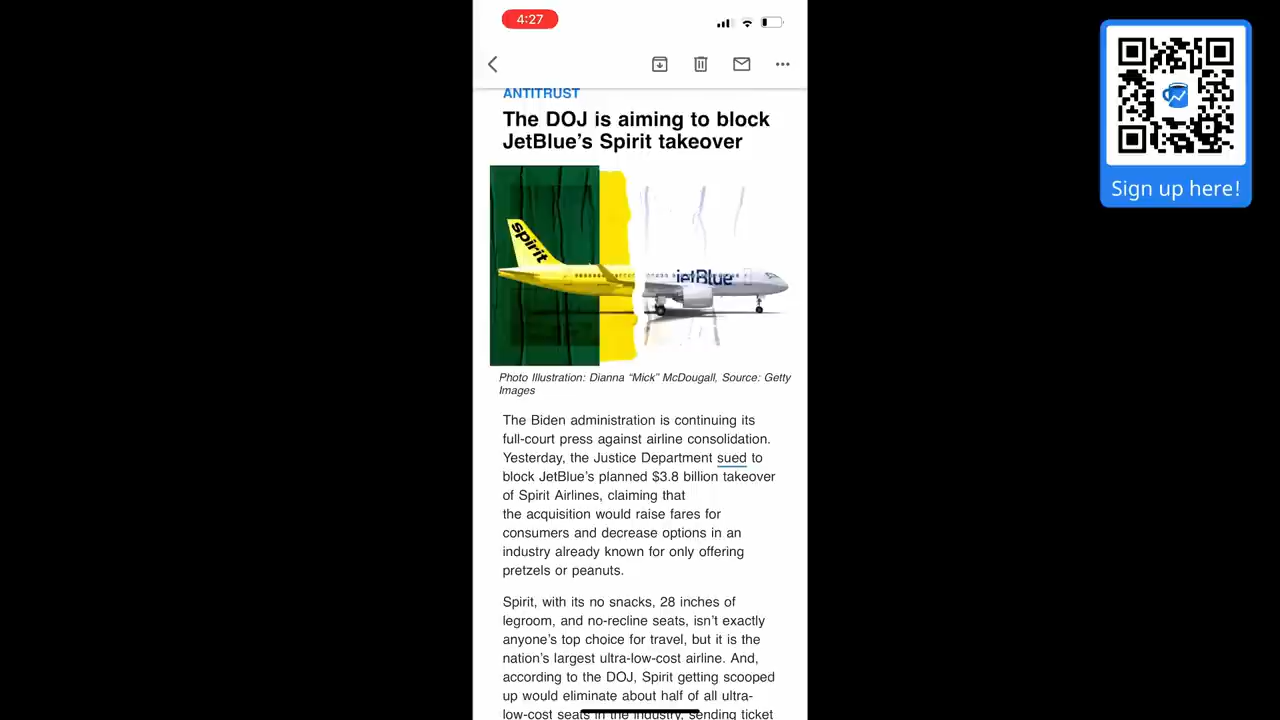 4:27
ANTITRUST
The DOJ is aiming to block
JetBlue’s Spirit takeover
spirit
jetBlue
Photo Illustration: Dianna “Mick” McDougall, Source: Getty
Images
The Biden administration is continuing its
full-court press against airline consolidation.
Yesterday, the Justice Department sued to
block JetBlue’s planned $3.8 billion takeover
of Spirit Airlines, claiming that
the acquisition would raise fares for
consumers and decrease options in an
industry already known for only offering
pretzels or peanuts.
Spirit, with its no snacks, 28 inches of
legroom, and no-recline seats, isn’t exactly
anyone’s top choice for travel, but it is the
nation’s largest ultra-low-cost airline. And,
according to the DOJ, Spirit getting scooped
up would eliminate about half of all ultra-
low-cost seats in the industry, sending ticket
Sign up here!